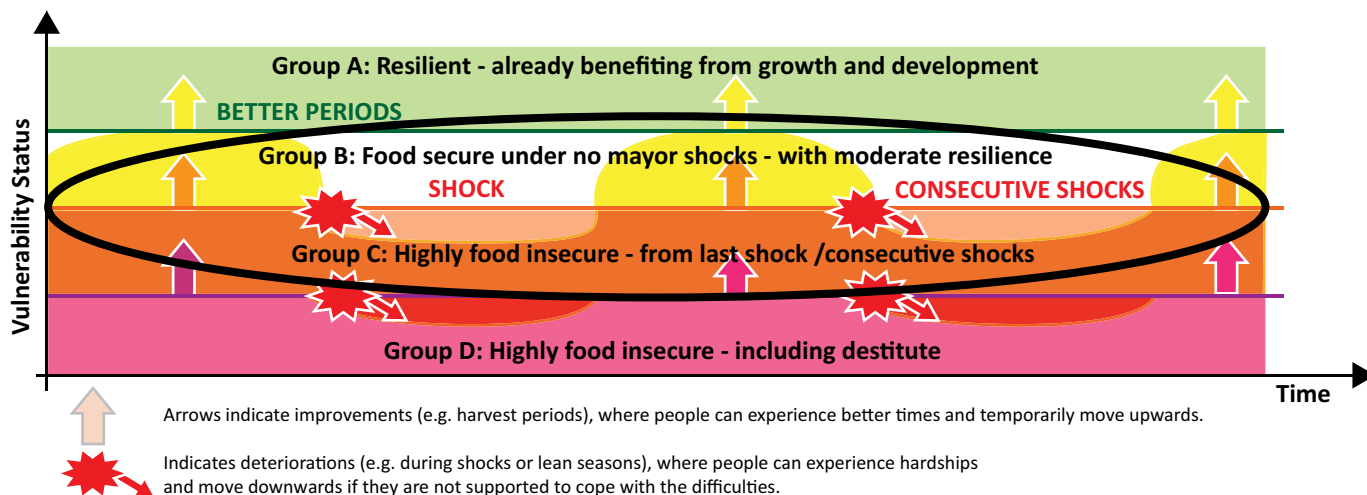 Group A: Resilient - already benefiting from growth and development
BETTER PERIODS
Group B: Food secure under no mayor shocks - with moderate resilience
SHOCK
CONSECUTIVE SHOCKS
Group C: Highly food insecure - from last shock /consecutive shocks
Group D: Highly food insecure - including destitute
Vulnerability Status
Time
Arrows indicate improvements (e.g. harvest periods), where people can experience better times and temporarily move upwards.
Indicates deteriorations (e.g. during shocks or lean seasons), where people can experience hardships
and move downwards if they are not supported to cope with the difficulties.